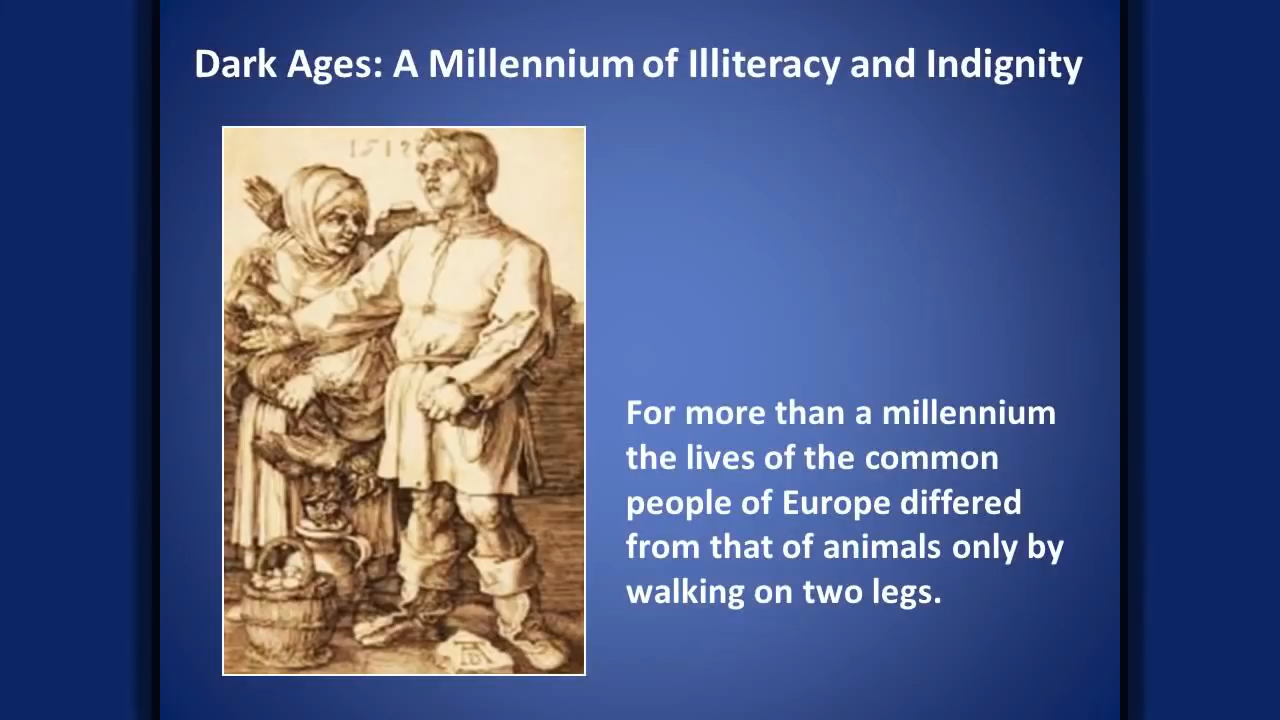 Dark Ages: A Millennium of Illiteracy and Indignity
For more than a millennium
the lives of the common
people of Europe differed
from that of animals only by
walking on two legs.